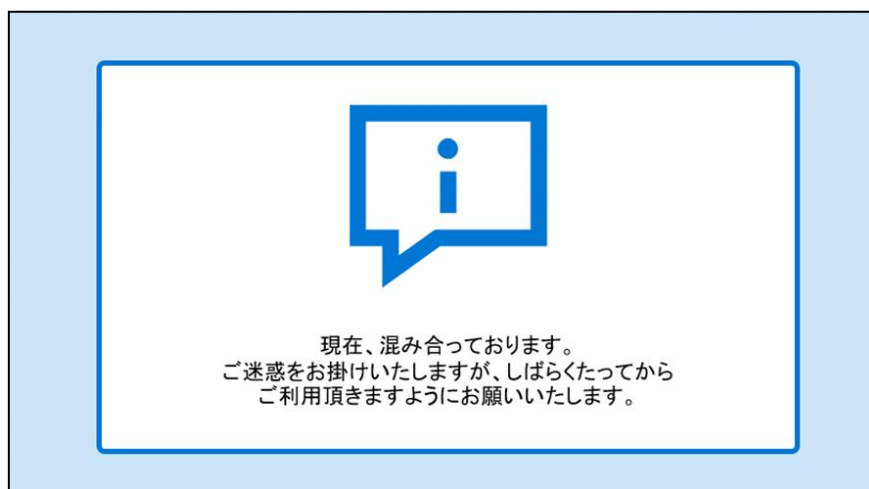 現在、混み合っております。
ご迷惑をお掛けいたしますが、しばらくたってから
ご利用頂きますようにお願いいたします。